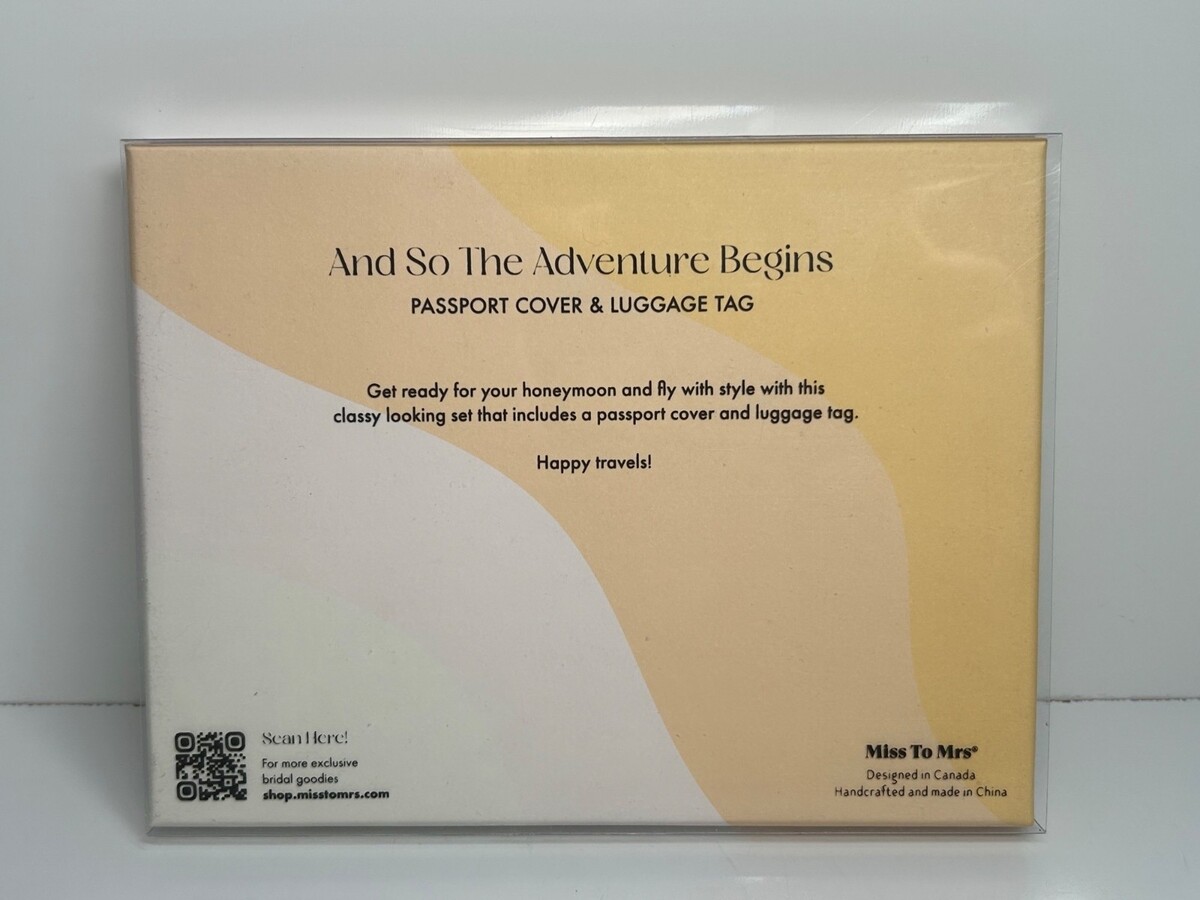 And So The Adventure Begins
PASSPORT COVER & LUGGAGE TAG
Get ready for your honeymoon and fly with style with this
classy looking set that includes a passport cover and luggage tag.
Happy travels!
Scan Here!
For more exclusive
bridal goodies
shop.misstomrs.com
Miss To Mrs®
Designed in Canada
Handcrafted and made in China